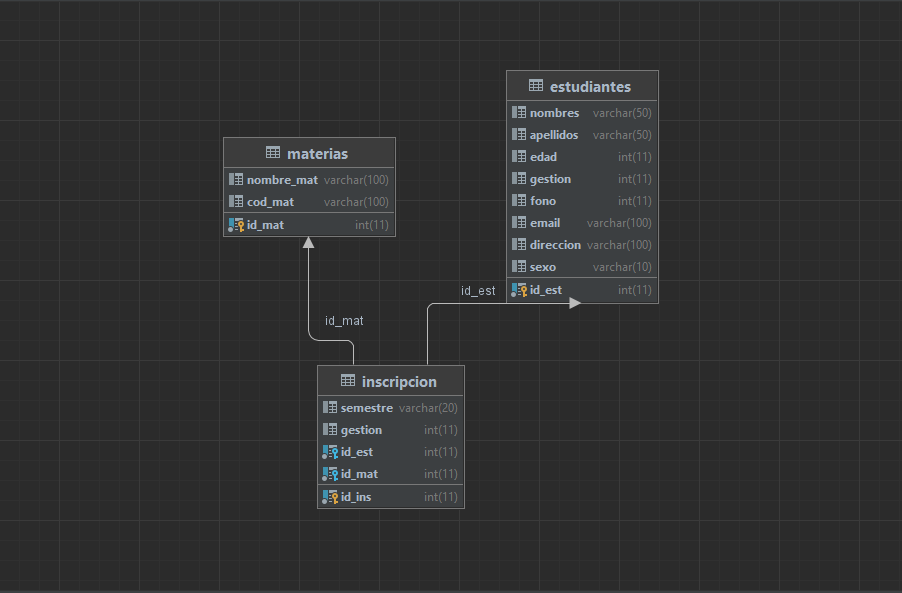 estudiantes
nombres varchar(50)
apellidos varchar(50)
edad int(11)
gestion int(11)
fono int(11)
email varchar(100)
direccion varchar(100)
sexo varchar(10)
id_est int(11)
materias
nombre_mat varchar(100)
cod_mat varchar(100)
id_mat int(11)
id_est
id_mat
inscripcion
semestre varchar(20)
gestion int(11)
id_est int(11)
id_mat int(11)
id_ins int(11)